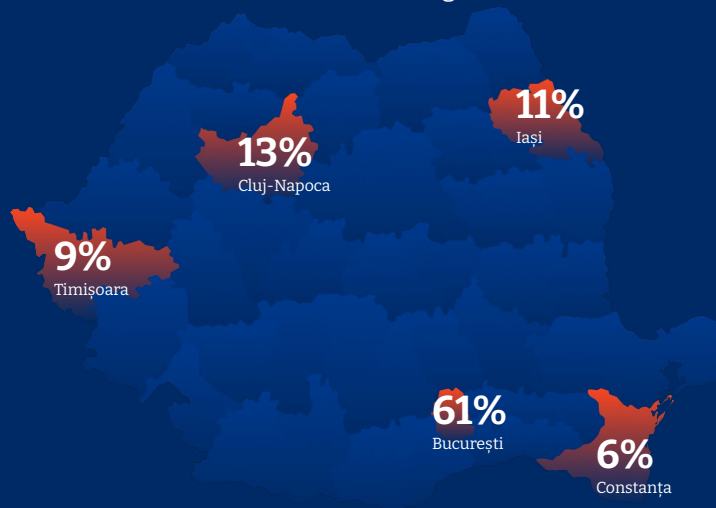 11%
Iași
13%
Cluj-Napoca
9%
Timișoara
61%
București
6%
Constanța